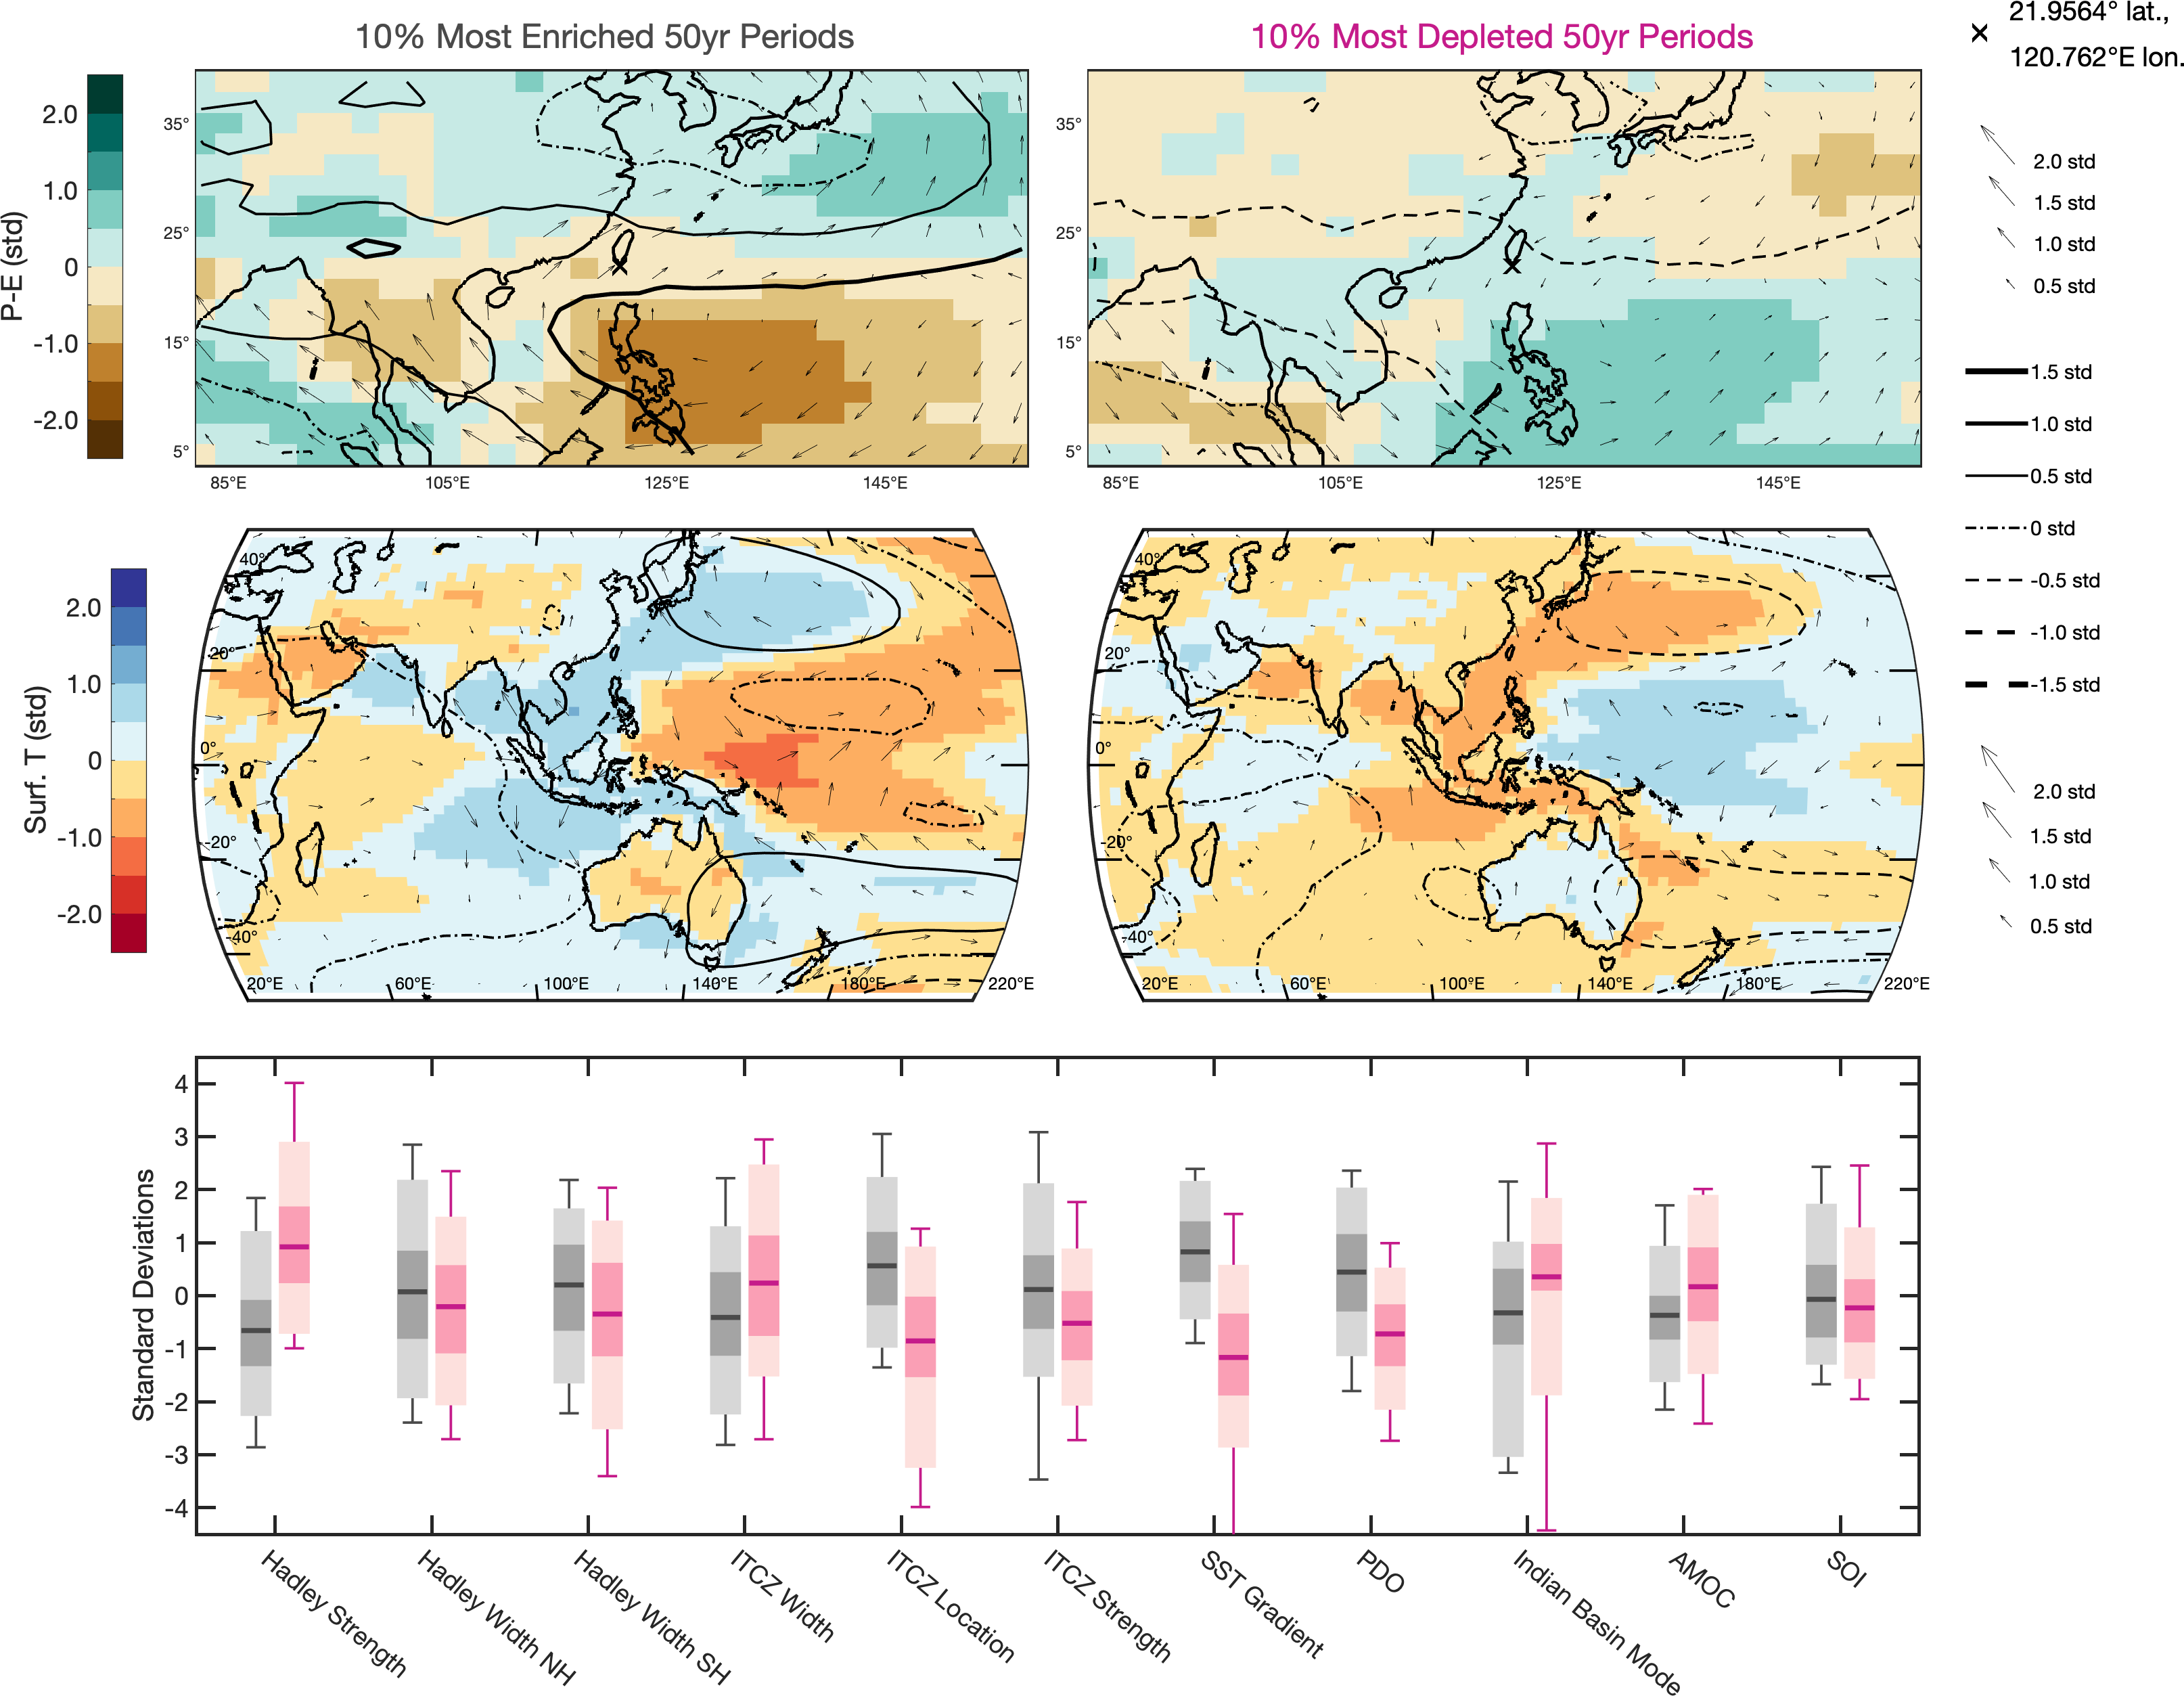 10% Most Enriched 50yr Periods
10% Most Depleted 50yr Periods
21.9564° lat.,
120.762°E lon.
P-E (std)
2.0
1.0
0
-1.0
-2.0
35°
25°
15°
5°
85°E
105°E
125°E
145°E
35°
25°
15°
5°
85°E
105°E
125°E
145°E
2.0 std
1.5 std
1.0 std
0.5 std
1.5 std
1.0 std
0.5 std
0 std
-0.5 std
-1.0 std
-1.5 std
2.0 std
1.5 std
1.0 std
0.5 std
Surf. T (std)
2.0
1.0
0
-1.0
-2.0
40°
20°
0°
-20°
-40°
20°E
60°E
100°E
140°E
180°E
220°E
40°
20°
0°
-20°
-40°
20°E
60°E
100°E
140°E
180°E
220°E
Standard Deviations
4
3
2
1
0
-1
-2
-3
-4
Hadley Strength
Hadley Width NH
Hadley Width SH
ITCZ Width
ITCZ Location
ITCZ Strength
SST Gradient
PDO
Indian Basin Mode
AMOC
SOI